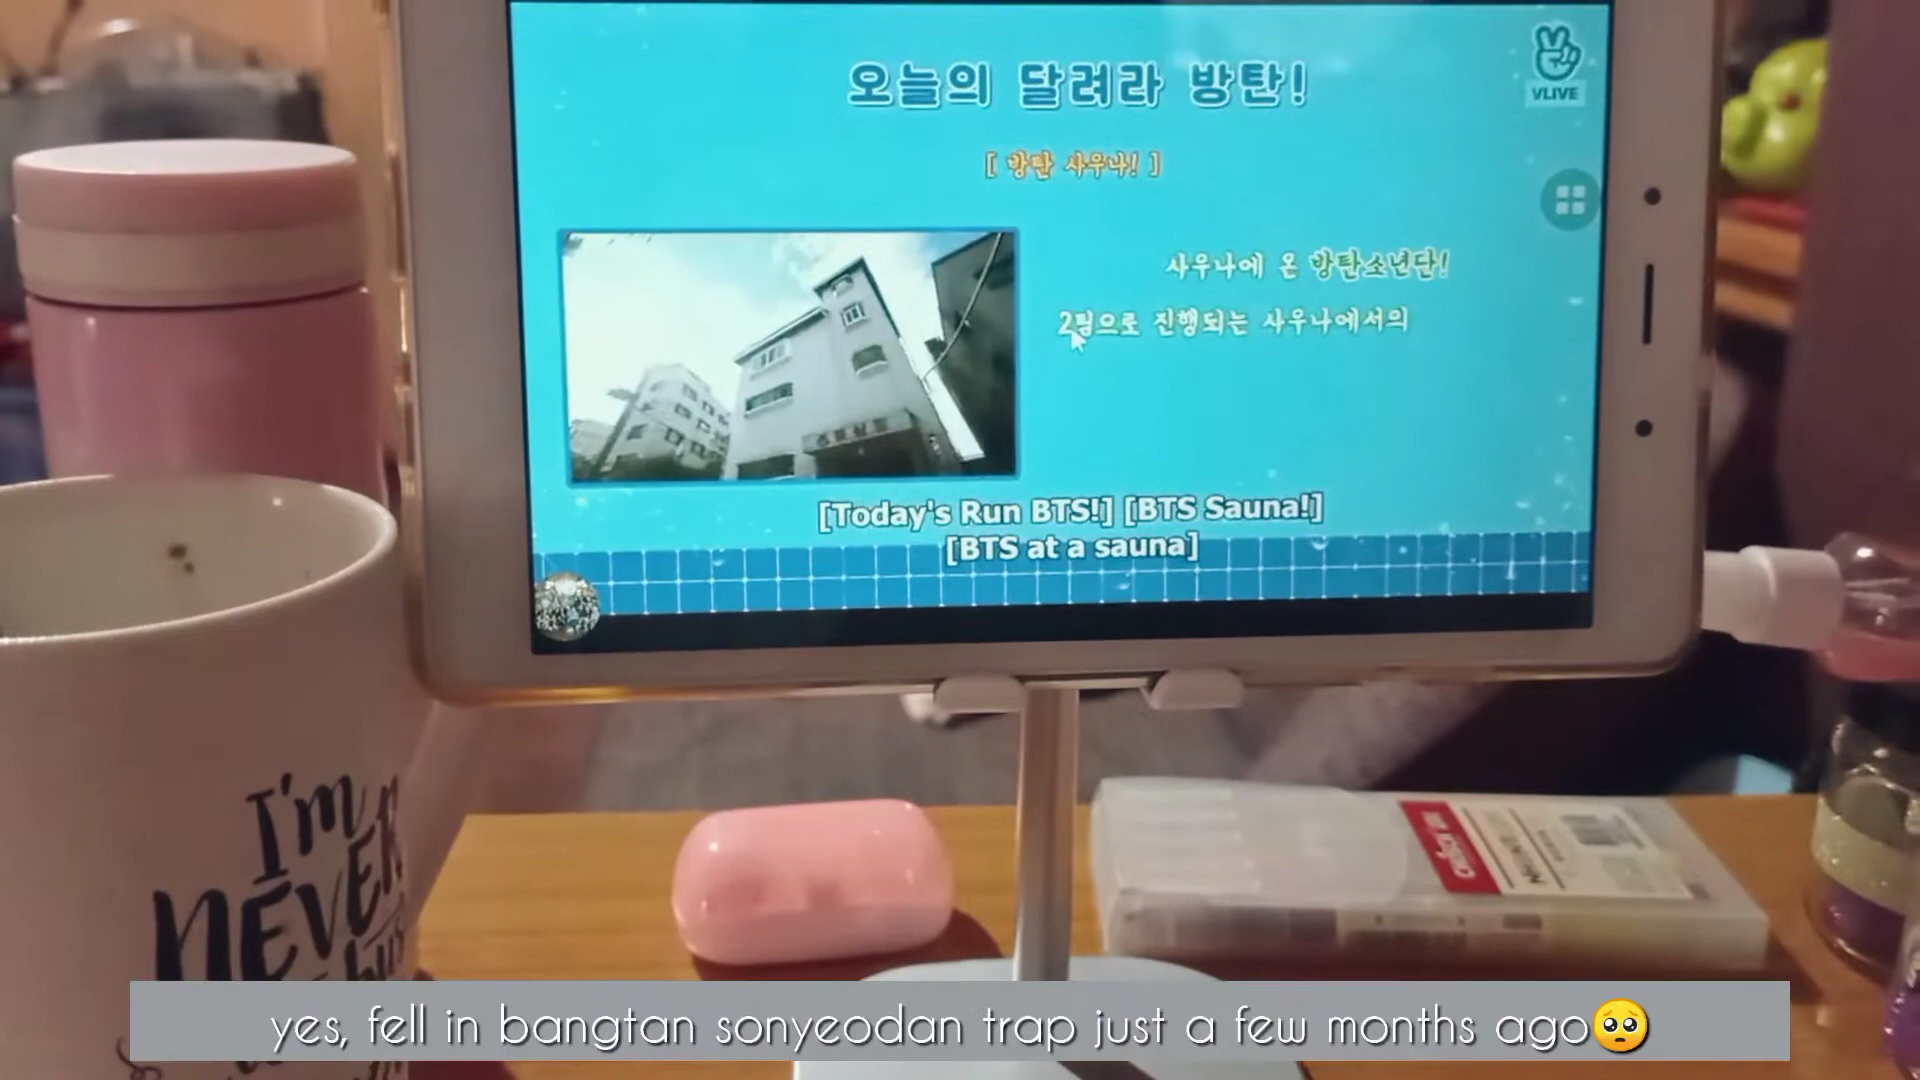 오늘의 달려라 방탄!
VLIVE
[ 방탄 사우나! ]
사우나에 온 방탄소년단!
2팀으로 진행되는 사우나에서의
[Today's Run BTS!] [BTS Sauna!]
[BTS at a sauna]
I'm
NEVER
yes, fell in bangtan sonyeodan trap just a few months ago🥺